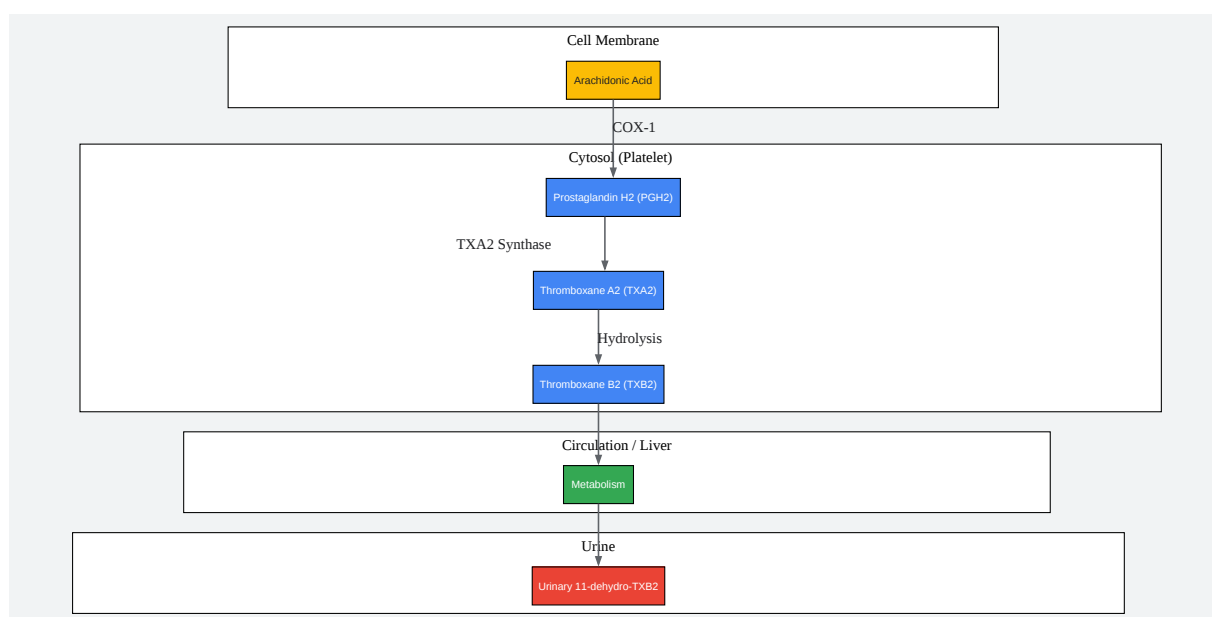 Cell Membrane
Arachidonic Acid
COX-1
Cytosol (Platelet)
Prostaglandin H2 (PGH2)
TXA2 Synthase
Thromboxane A2 (TXA2)
Hydrolysis
Thromboxane B2 (TXB2)
Circulation / Liver
Metabolism
Urine
Urinary 11-dehydro-TXB2